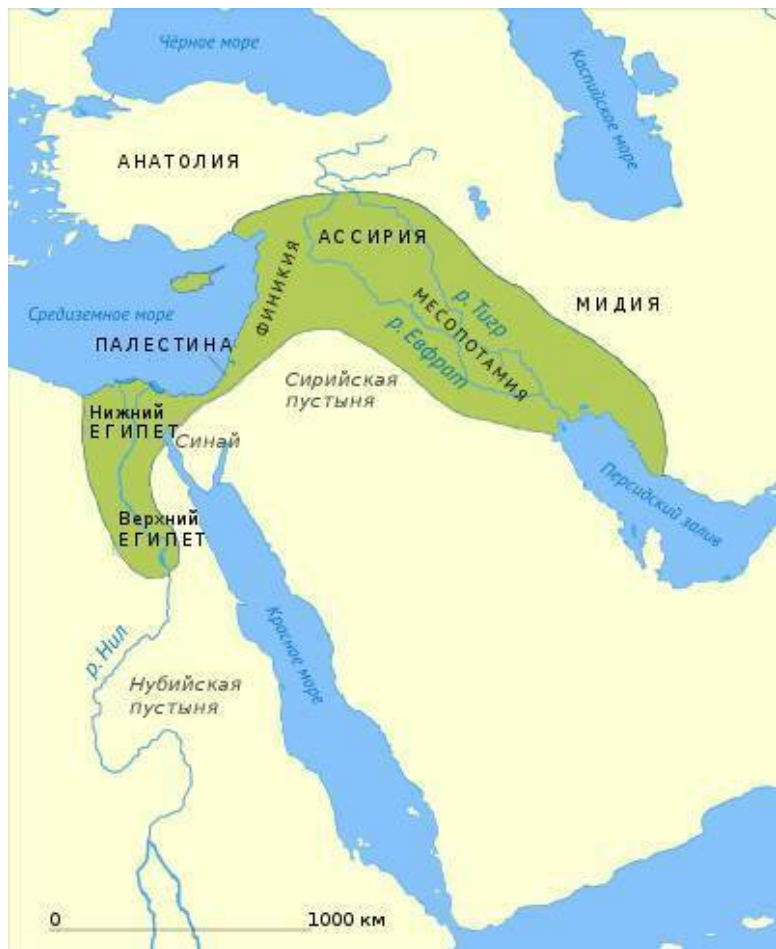 Чёрное море
Каспийское море
АНАТОЛИЯ
АССИРИЯ
ФИНИКИЯ
р. Тигр
МЕСОПОТАМИЯ
МИДИЯ
Средиземное море
р. Евфрат
ПАЛЕСТИНА
Сирийская
пустыня
Нижний
ЕГИПЕТ
Синай
Персидский залив
Верхний
ЕГИПЕТ
Красное море
р. Нил
Нубийская
пустыня
0 1000 км